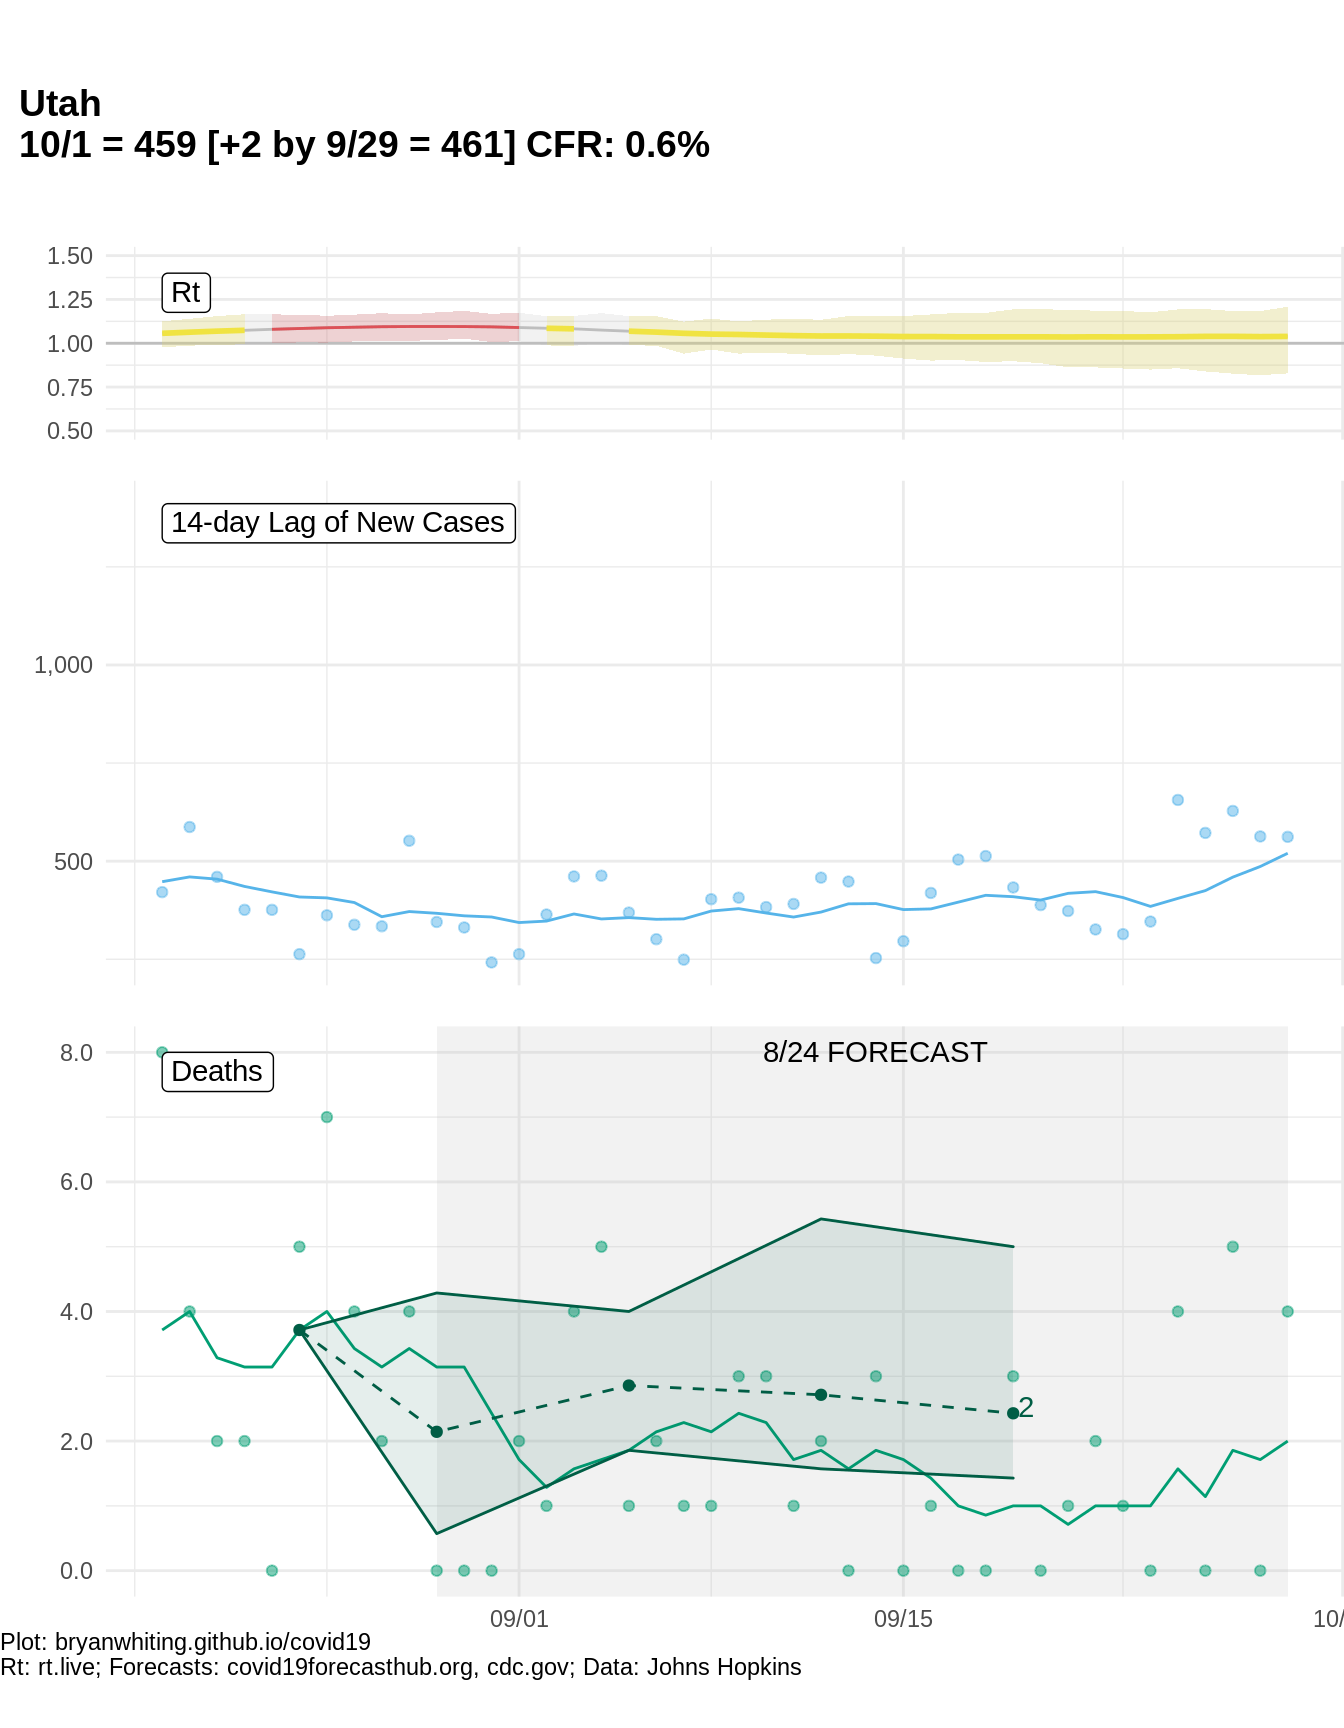 Utah
10/1 = 459 [+2 by 9/29 = 461] CFR: 0.6%
1.50
1.25
1.00
0.75
0.50
Rt
14-day Lag of New Cases
1,000
500
8/24 FORECAST
Deaths
8.0
6.0
4.0
2.0
0.0
2
09/01
09/15
10/
Plot: bryanwhiting.github.io/covid19
Rt: rt.live; Forecasts: covid19forecasthub.org, cdc.gov; Data: Johns Hopkins